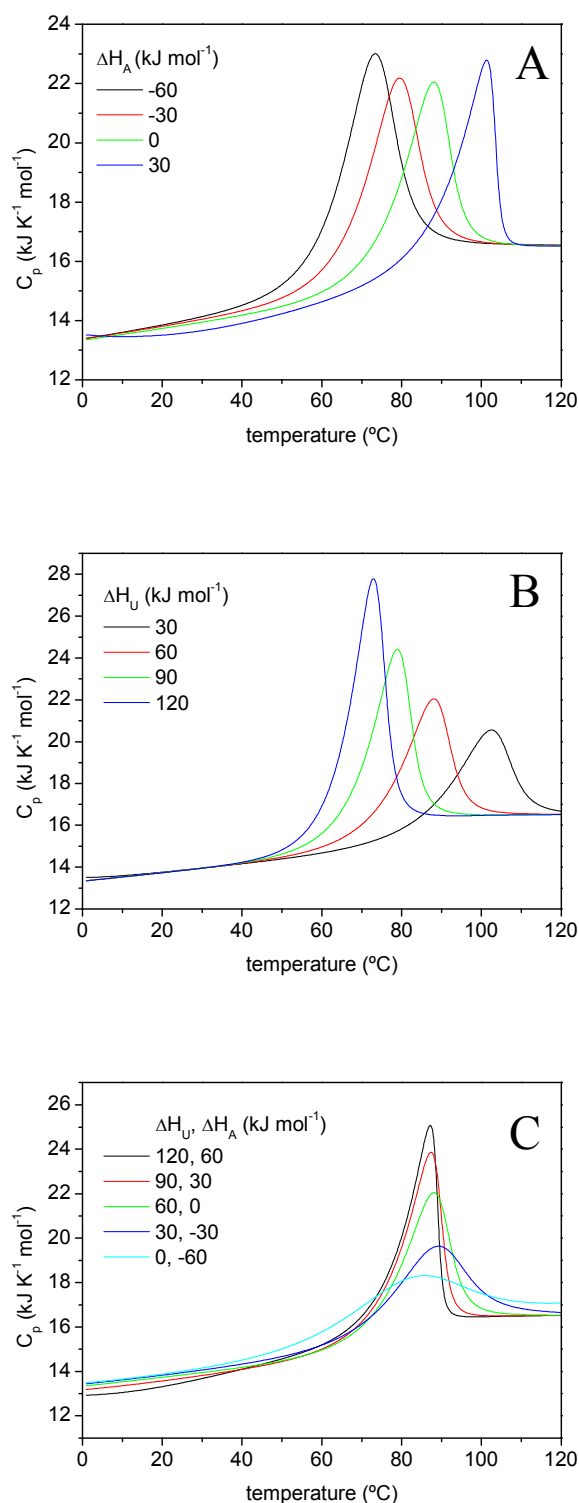 A
ΔH_A (kJ mol⁻¹)
-60
-30
0
30
C_p (kJ K⁻¹ mol⁻¹)
24
22
20
18
16
14
12
0 20 40 60 80 100 120
temperature (ºC)
B
ΔH_U (kJ mol⁻¹)
30
60
90
120
C_p (kJ K⁻¹ mol⁻¹)
28
26
24
22
20
18
16
14
12
0 20 40 60 80 100 120
temperature (ºC)
C
ΔH_U, ΔH_A (kJ mol⁻¹)
120, 60
90, 30
60, 0
30, -30
0, -60
C_p (kJ K⁻¹ mol⁻¹)
26
24
22
20
18
16
14
12
0 20 40 60 80 100 120
temperature (ºC)